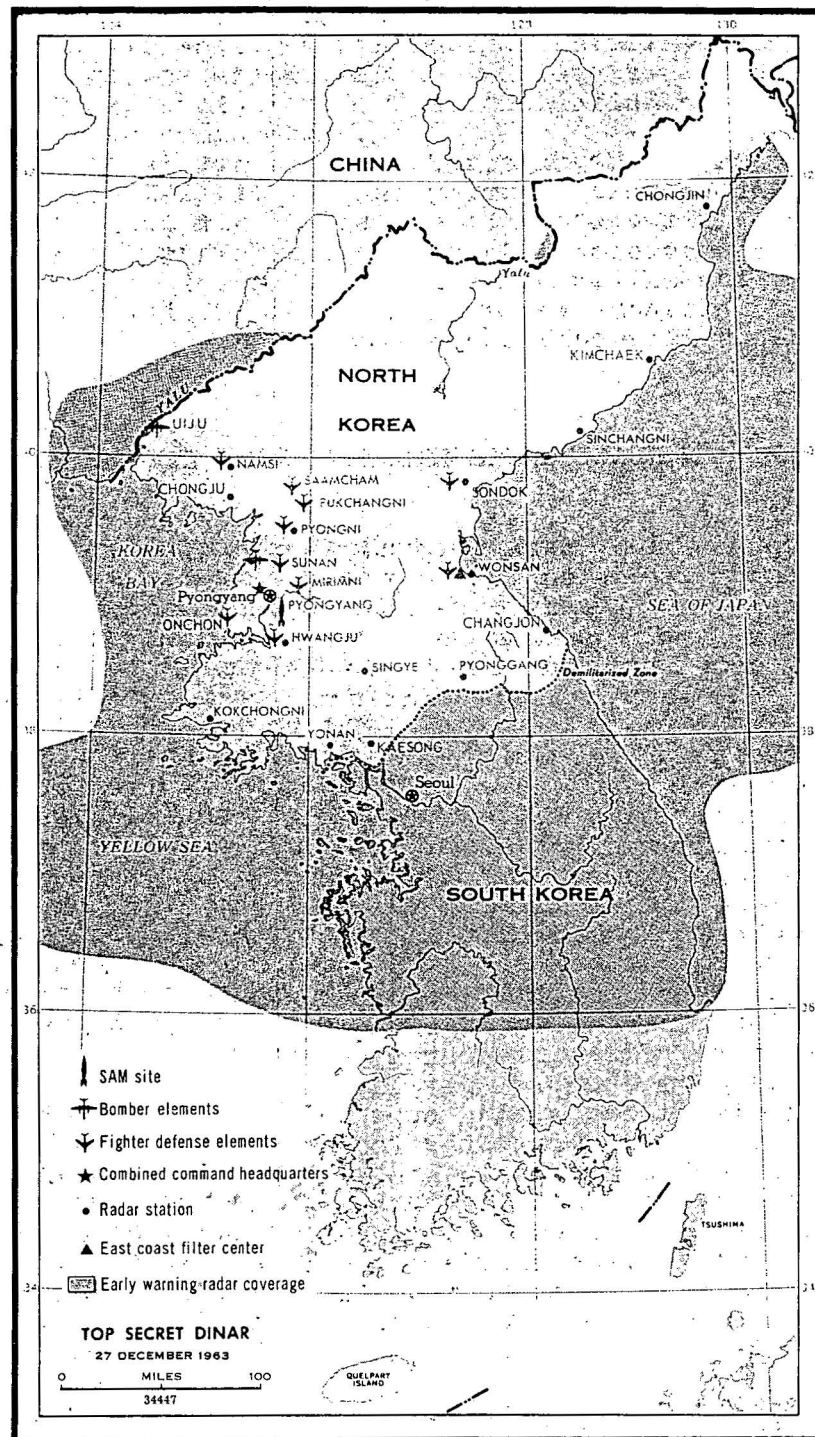 130
CHINA
CHONGJIN
Yalu
KIMCHAEK
NORTH
KOREA
YALU
UIJU
SINCHANGNI
NAMSI
SAAMCHAM
SONDOK
CHONGJU
PUKCHANGNI
PYONGNI
KOREA
BAY
SUNAN
WONSAN
MIRIMNI
Pyongyang
PYONGYANG
SEA OF JAPAN
ONCHON
CHANGJON
HWANGJU
SINGYE
PYONGGANG
Demilitarized Zone
KOKCHONGNI
YONAN
KAESONG
Seoul
YELLOW SEA
SOUTH KOREA
36
SAM site
Bomber elements
Fighter defense elements
Combined command headquarters
Radar station
TSUSHIMA
East coast filter center
Early warning radar coverage
TOP SECRET DINAR
27 DECEMBER 1963
0 MILES 100
34447
QUELPART
ISLAND